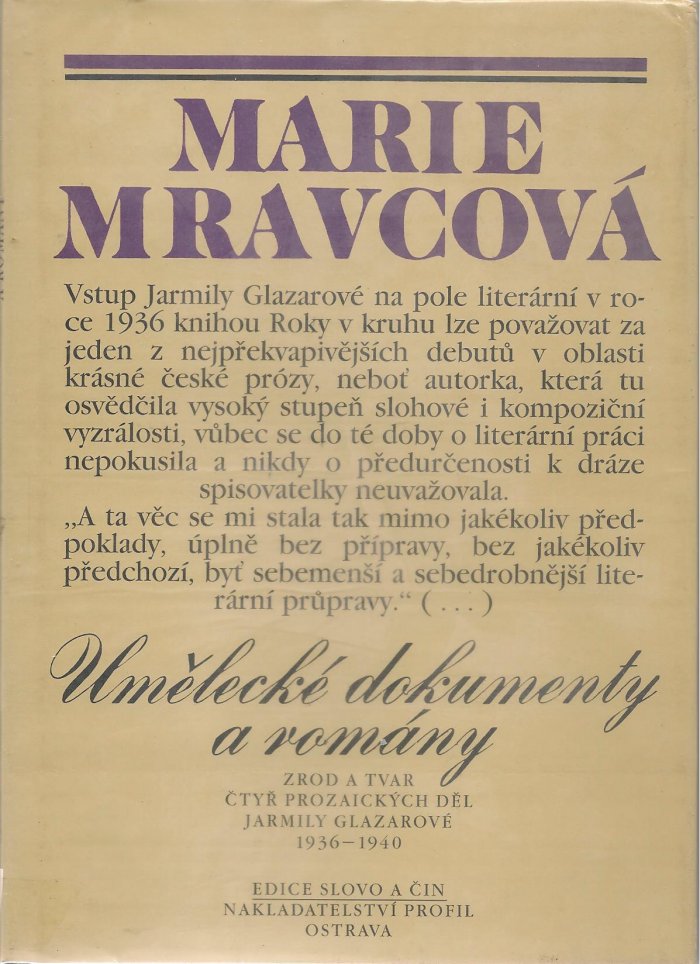 MARIE
MRAVCOVÁ
Vstup Jarmily Glazarové na pole literární v ro-
ce 1936 knihou Roky v kruhu lze považovat za
jeden z nejpřekvapivějších debutů v oblasti
krásné české prózy, neboť autorka, která tu
osvědčila vysoký stupeň slohové i kompoziční
vyzrálosti, vůbec se do té doby o literární práci
nepokusila a nikdy o předurčenosti k dráze
spisovatelky neuvažovala.
„A ta věc se mi stala tak mimo jakékoliv před-
poklady, úplně bez přípravy, bez jakékoliv
předchozí, byť sebemenší a sebedrobnější lite-
rární průpravy.“ (...)
Umělecké dokumenty
a romány
ZROD A TVAR
ČTYŘ PROZAICKÝCH DĚL
JARMILY GLAZAROVÉ
1936–1940
EDICE SLOVO A ČIN
NAKLADATELSTVÍ PROFIL
OSTRAVA